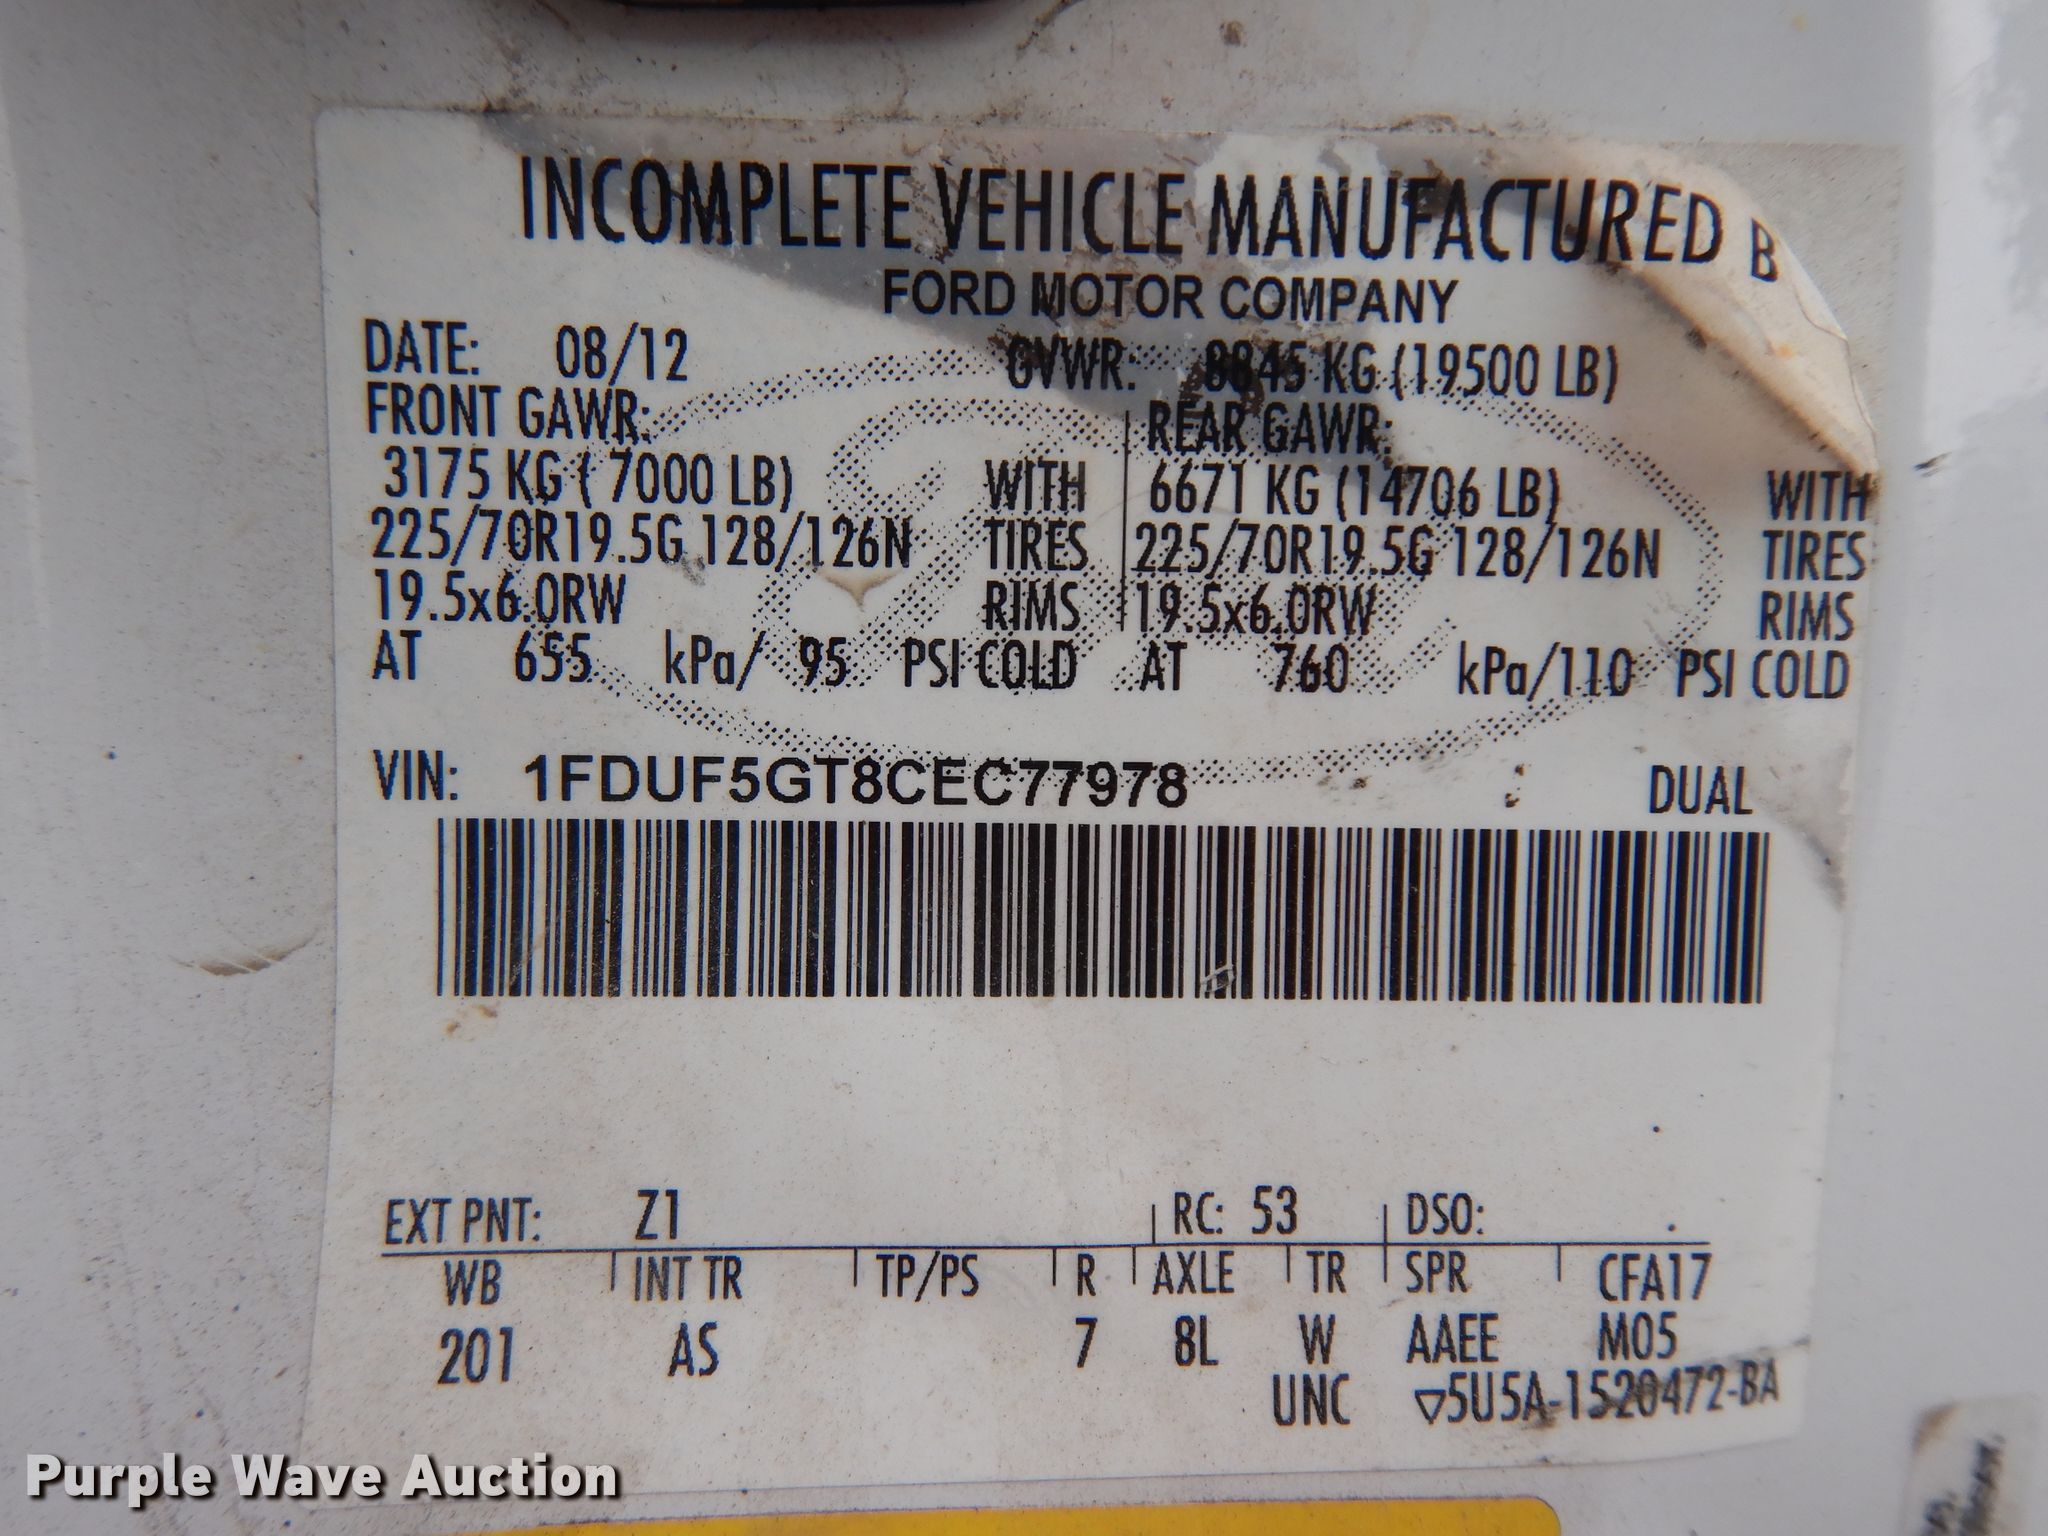 INCOMPLETE VEHICLE MANUFACTURED B
FORD MOTOR COMPANY
DATE: 08/12 GVWR: 8845 KG (19500 LB)
FRONT GAWR: REAR GAWR:
3175 KG ( 7000 LB) WITH 6671 KG (14706 LB) WITH
225/70R19.5G 128/126N TIRES 225/70R19.5G 128/126N TIRES
19.5x6.0RW RIMS 19.5x6.0RW RIMS
AT 655 kPa/ 95 PSI COLD AT 760 kPa/110 PSI COLD
VIN: 1FDUF5GT8CEC77978 DUAL
EXT PNT: Z1 RC: 53 DSO:
WB INT TR TP/PS R AXLE TR SPR CFA17
201 AS 7 8L W AAEE M05
UNC ▽5U5A-1520472-BA
Purple Wave Auction